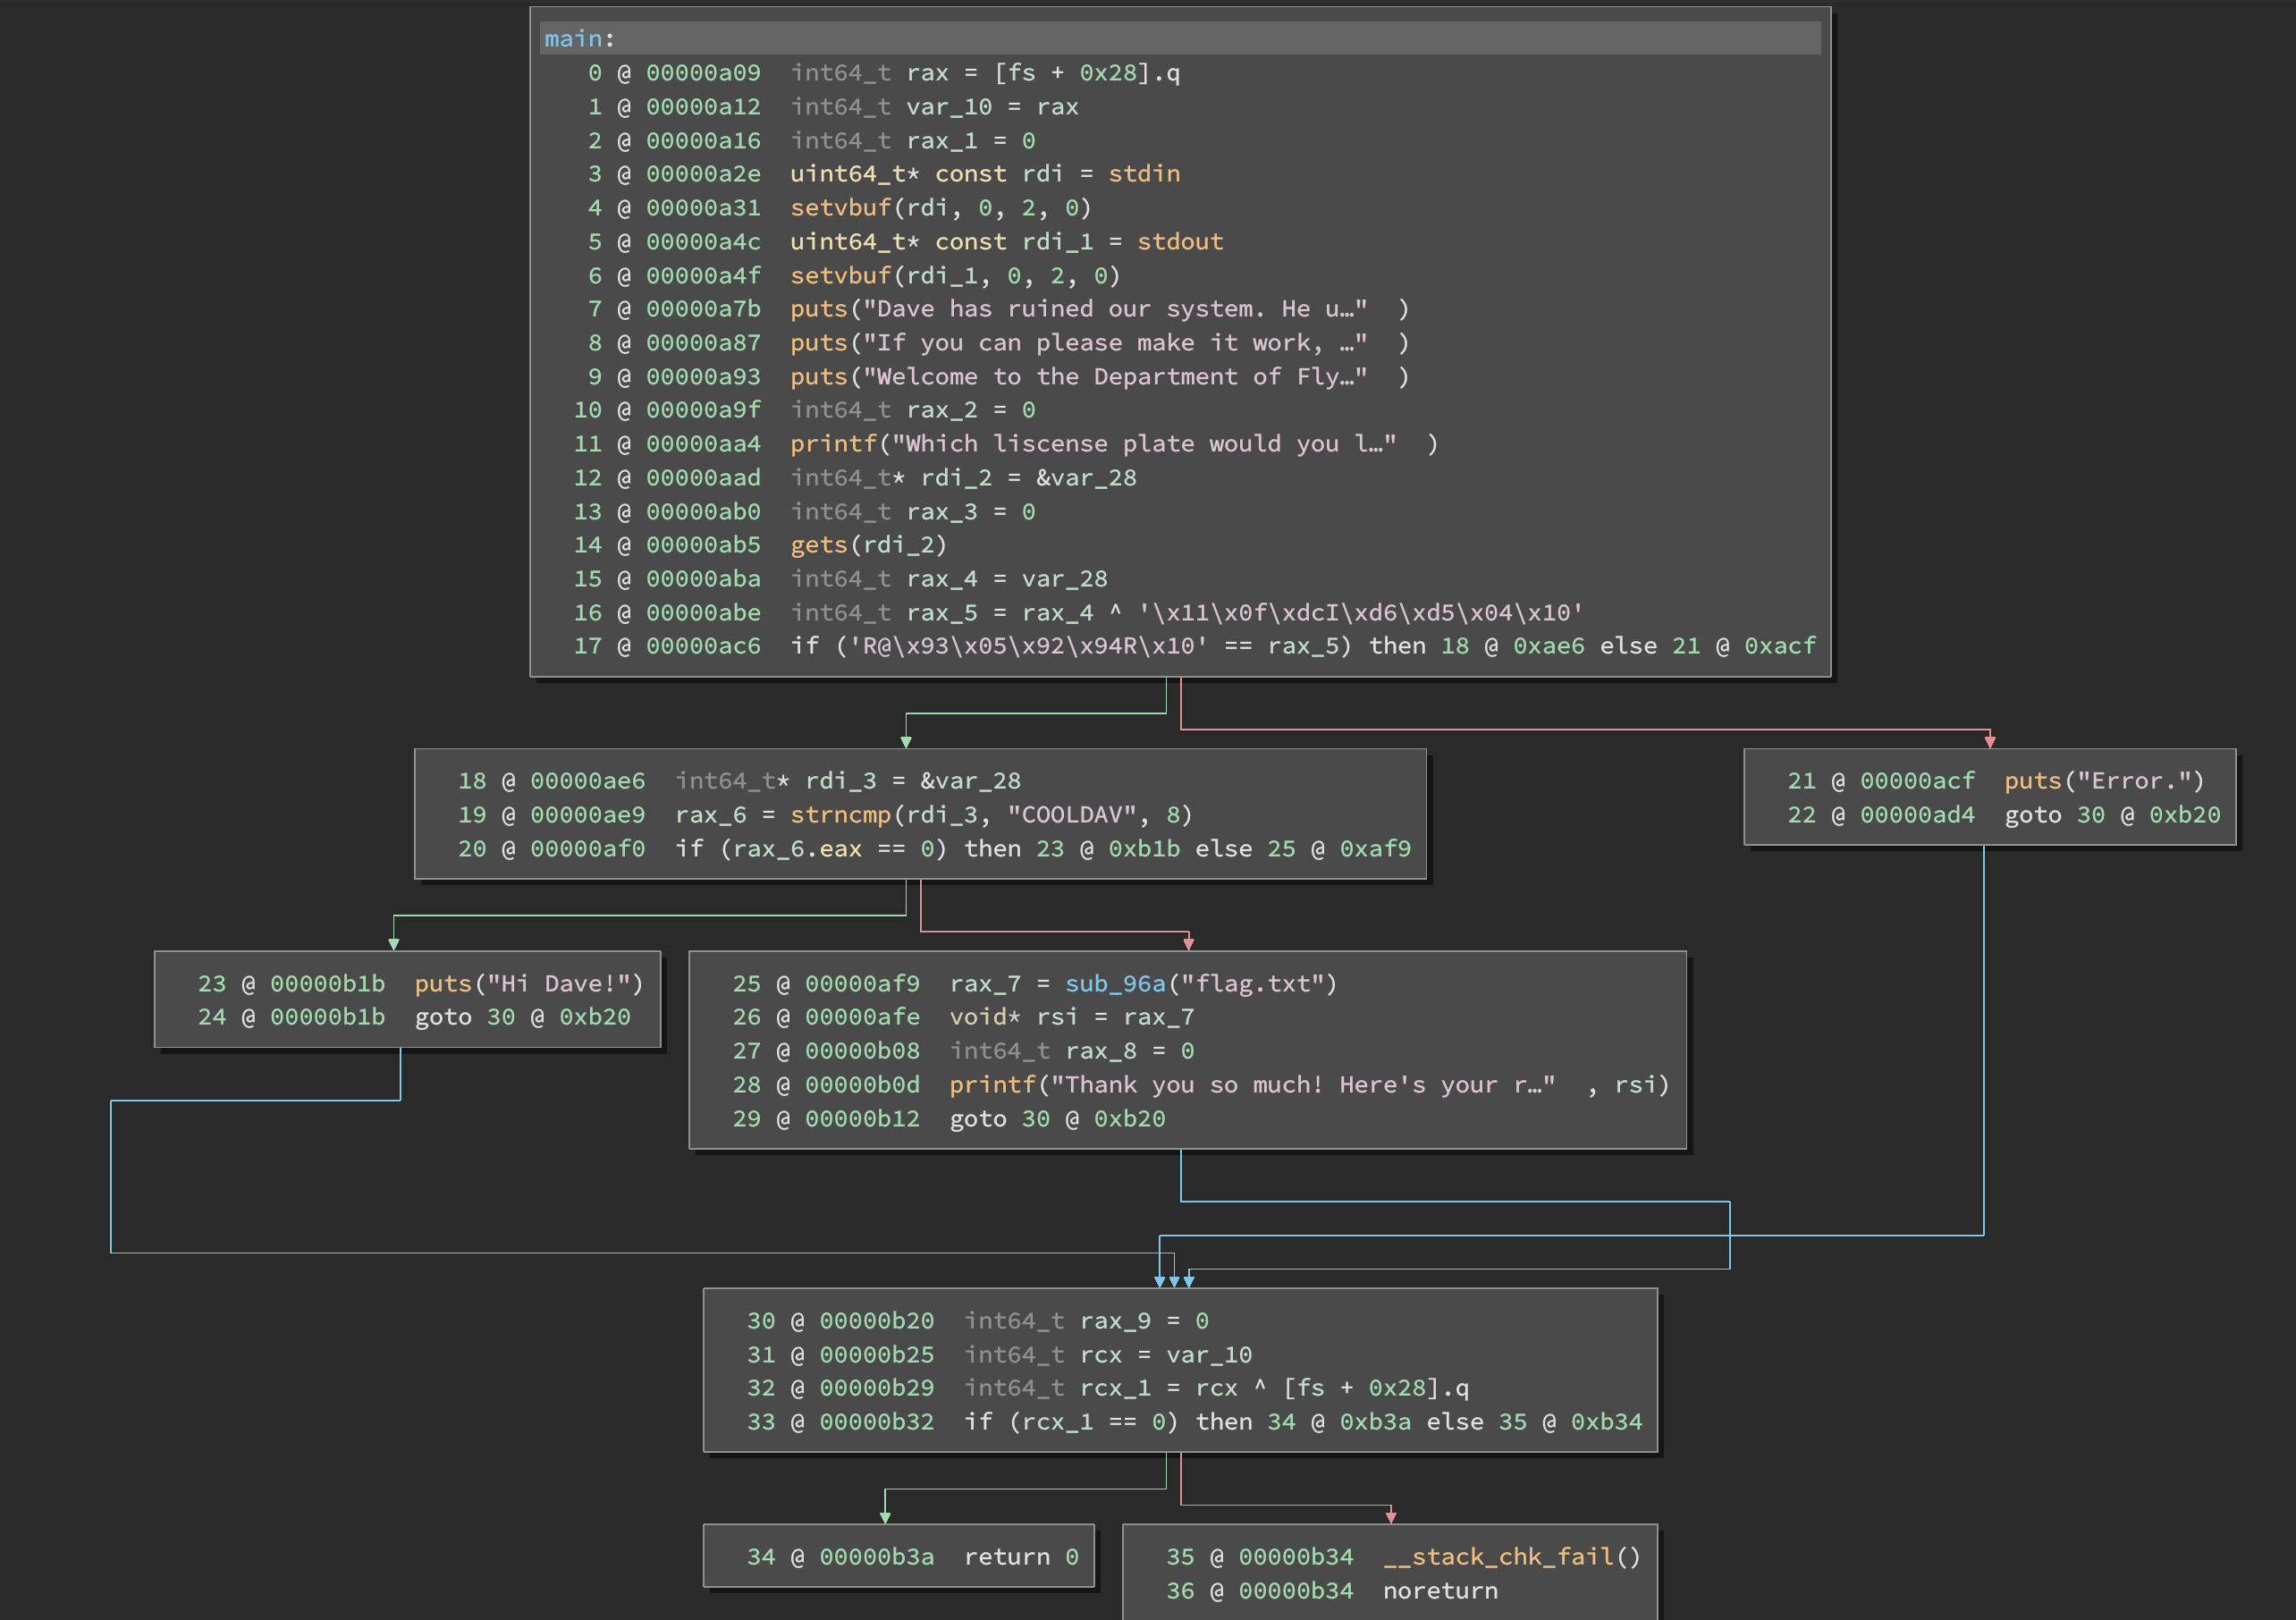 main:
0 @ 00000a09 int64_t rax = [fs + 0x28].q
1 @ 00000a12 int64_t var_10 = rax
2 @ 00000a16 int64_t rax_1 = 0
3 @ 00000a2e uint64_t* const rdi = stdin
4 @ 00000a31 setvbuf(rdi, 0, 2, 0)
5 @ 00000a4c uint64_t* const rdi_1 = stdout
6 @ 00000a4f setvbuf(rdi_1, 0, 2, 0)
7 @ 00000a7b puts("Dave has ruined our system. He u…" )
8 @ 00000a87 puts("If you can please make it work, …" )
9 @ 00000a93 puts("Welcome to the Department of Fly…" )
10 @ 00000a9f int64_t rax_2 = 0
11 @ 00000aa4 printf("Which liscense plate would you l…" )
12 @ 00000aad int64_t* rdi_2 = &var_28
13 @ 00000ab0 int64_t rax_3 = 0
14 @ 00000ab5 gets(rdi_2)
15 @ 00000aba int64_t rax_4 = var_28
16 @ 00000abe int64_t rax_5 = rax_4 ^ '\x11\x0f\xdcI\xd6\xd5\x04\x10'
17 @ 00000ac6 if ('R@\x93\x05\x92\x94R\x10' == rax_5) then 18 @ 0xae6 else 21 @ 0xacf
18 @ 00000ae6 int64_t* rdi_3 = &var_28
19 @ 00000ae9 rax_6 = strncmp(rdi_3, "COOLDAV", 8)
20 @ 00000af0 if (rax_6.eax == 0) then 23 @ 0xb1b else 25 @ 0xaf9
21 @ 00000acf puts("Error.")
22 @ 00000ad4 goto 30 @ 0xb20
23 @ 00000b1b puts("Hi Dave!")
24 @ 00000b1b goto 30 @ 0xb20
25 @ 00000af9 rax_7 = sub_96a("flag.txt")
26 @ 00000afe void* rsi = rax_7
27 @ 00000b08 int64_t rax_8 = 0
28 @ 00000b0d printf("Thank you so much! Here's your r…" , rsi)
29 @ 00000b12 goto 30 @ 0xb20
30 @ 00000b20 int64_t rax_9 = 0
31 @ 00000b25 int64_t rcx = var_10
32 @ 00000b29 int64_t rcx_1 = rcx ^ [fs + 0x28].q
33 @ 00000b32 if (rcx_1 == 0) then 34 @ 0xb3a else 35 @ 0xb34
34 @ 00000b3a return 0
35 @ 00000b34 __stack_chk_fail()
36 @ 00000b34 noreturn